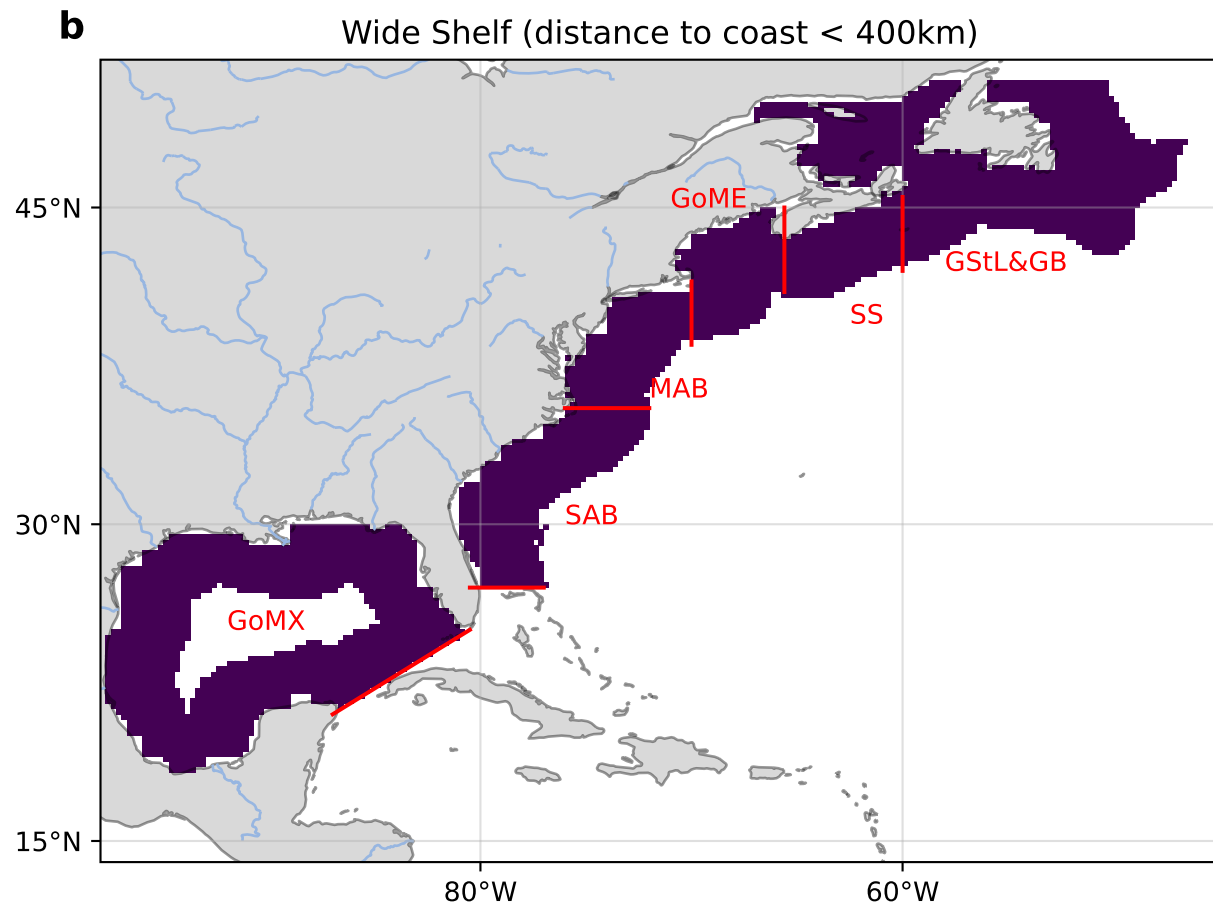 b
Wide Shelf (distance to coast < 400km)
45°N
GoME
GStL&GB
SS
MAB
30°N
SAB
GoMX
15°N
80°W
60°W